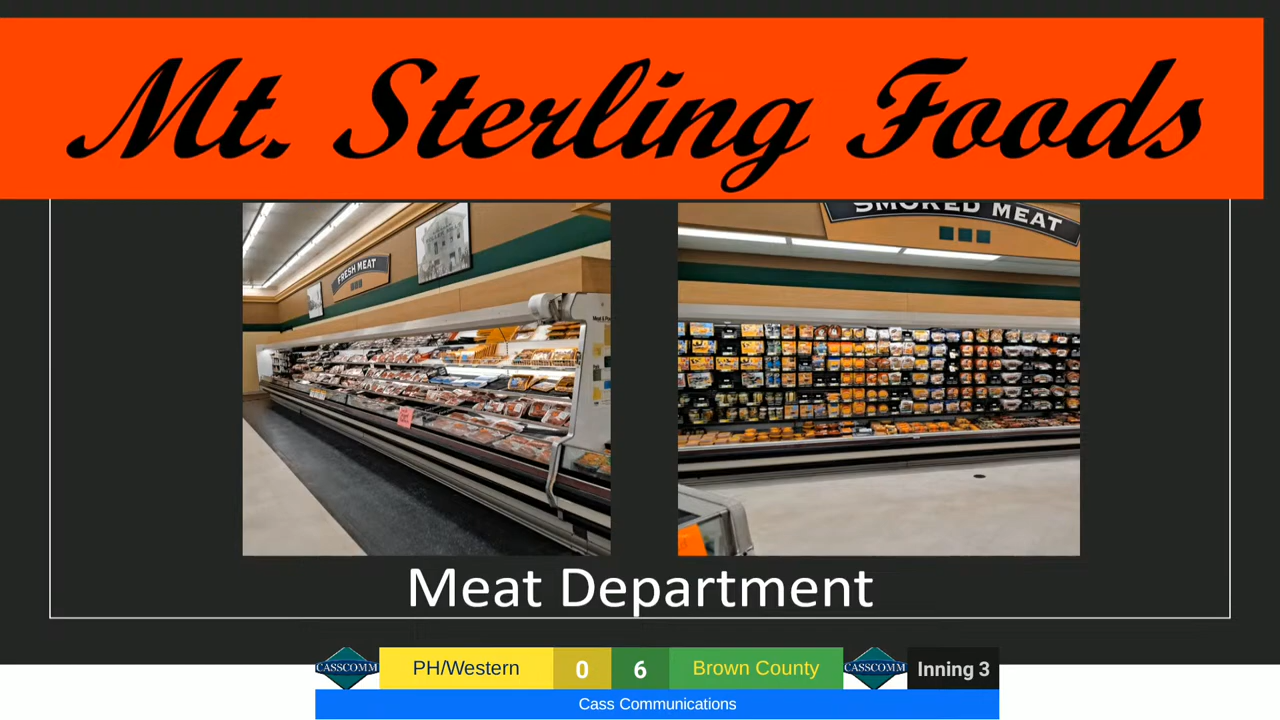 Mt. Sterling Foods
FRESH MEAT
SMOKED MEAT
Meat Department
CASSCOMM PH/Western 0 6 Brown County CASSCOMM Inning 3
Cass Communications